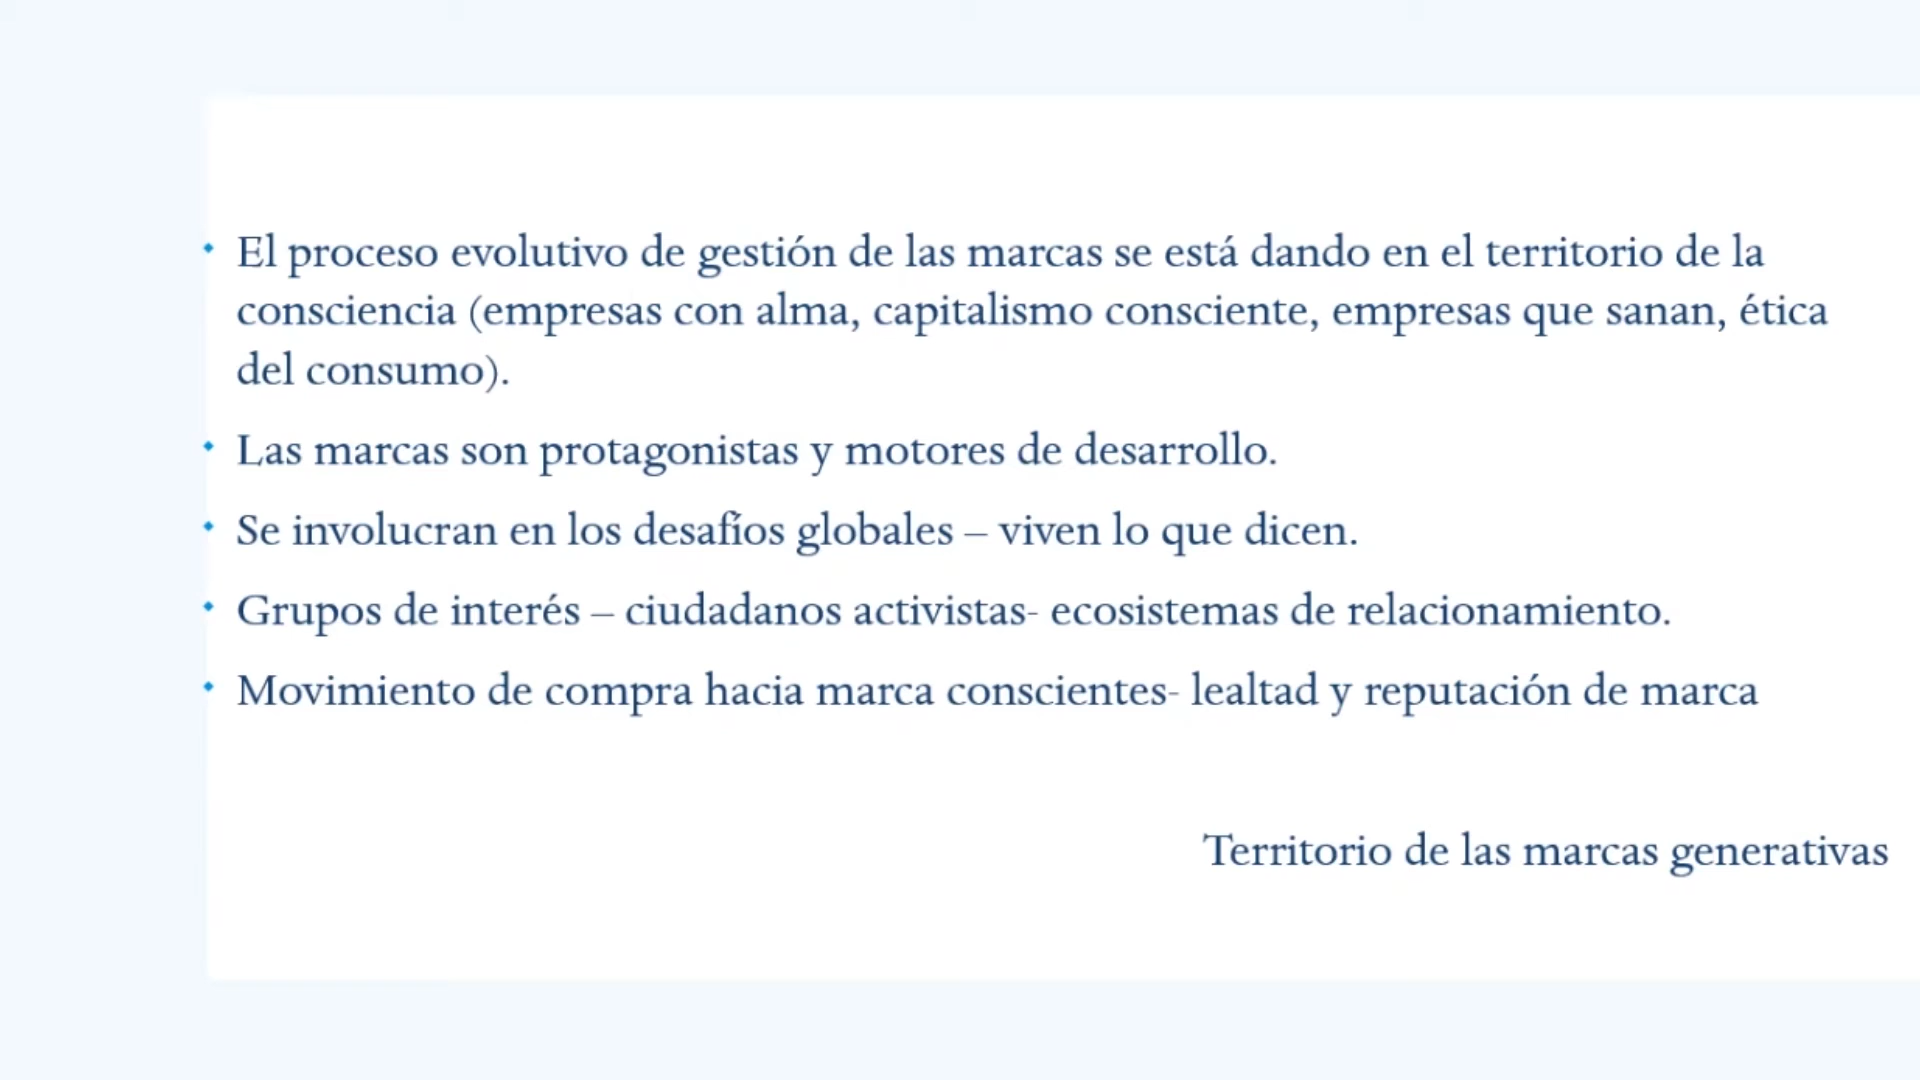 El proceso evolutivo de gestión de las marcas se está dando en el territorio de la
consciencia (empresas con alma, capitalismo consciente, empresas que sanan, ética
del consumo).
Las marcas son protagonistas y motores de desarrollo.
Se involucran en los desafíos globales – viven lo que dicen.
Grupos de interés – ciudadanos activistas- ecosistemas de relacionamiento.
Movimiento de compra hacia marca conscientes- lealtad y reputación de marca
Territorio de las marcas generativas